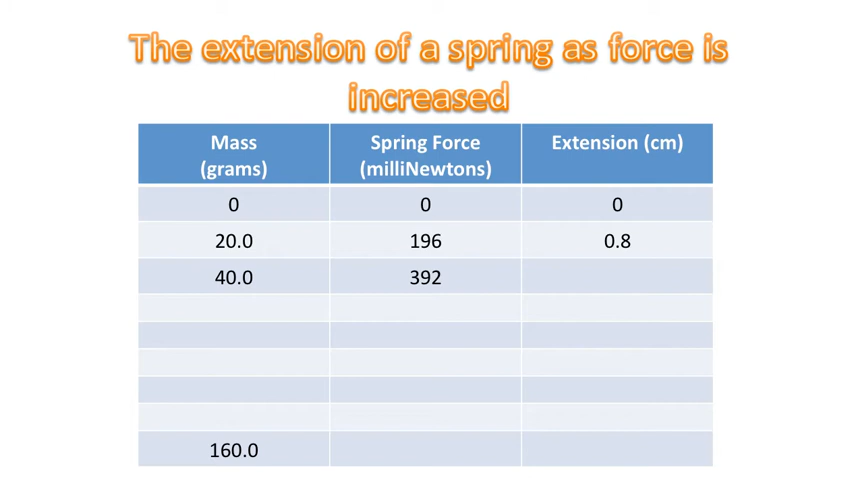 The extension of a spring as force is
increased
Mass
(grams)
Spring Force
(milliNewtons)
Extension (cm)
0 0 0
20.0 196 0.8
40.0 392
160.0